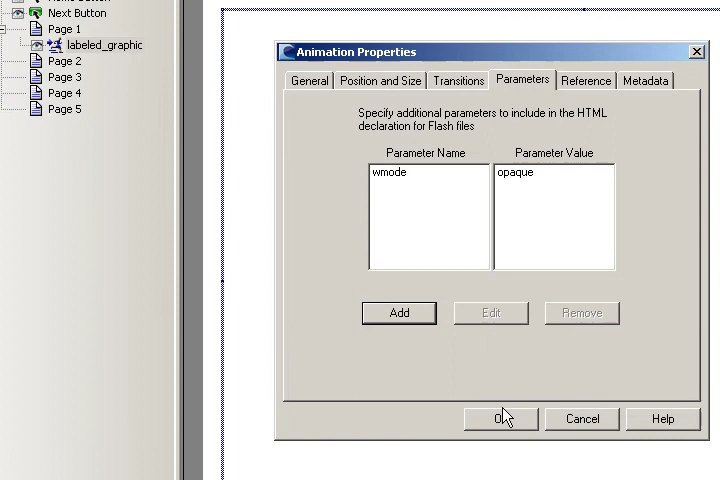 Next Button
Page 1
labeled_graphic
Page 2
Page 3
Page 4
Page 5
Animation Properties
General
Position and Size
Transitions
Parameters
Reference
Metadata
Specify additional parameters to include in the HTML
declaration for Flash files
Parameter Name
Parameter Value
wmode
opaque
Add
Edit
Remove
Cancel
Help